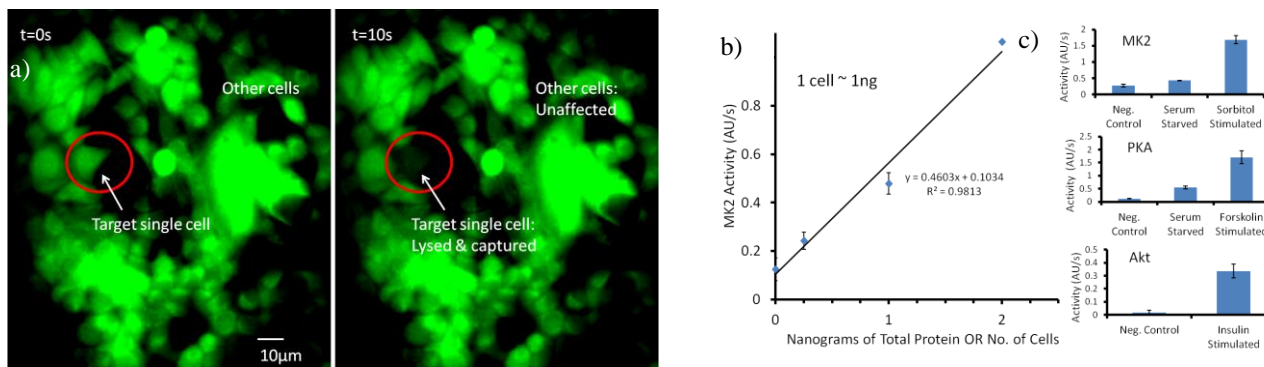 a)
t=0s
Other cells
Target single cell
10µm
t=10s
Other cells:
Unaffected
Target single cell:
Lysed & captured
b)
MK2 Activity (AU/s)
0.8
0.6
0.4
0.2
0
0
1
2
1 cell ~ 1ng
y = 0.4603x + 0.1034
R² = 0.9813
Nanograms of Total Protein OR No. of Cells
c)
MK2
Activity (AU/s)
2
1.5
1
0.5
0
Neg.
Control
Serum
Starved
Sorbitol
Stimulated
PKA
Activity (AU/s)
2.5
2
1.5
1
0.5
0
Neg.
Control
Serum
Starved
Forskolin
Stimulated
Akt
Activity (AU/s)
0.5
0.4
0.3
0.2
0.1
0
Neg. Control
Insulin
Stimulated